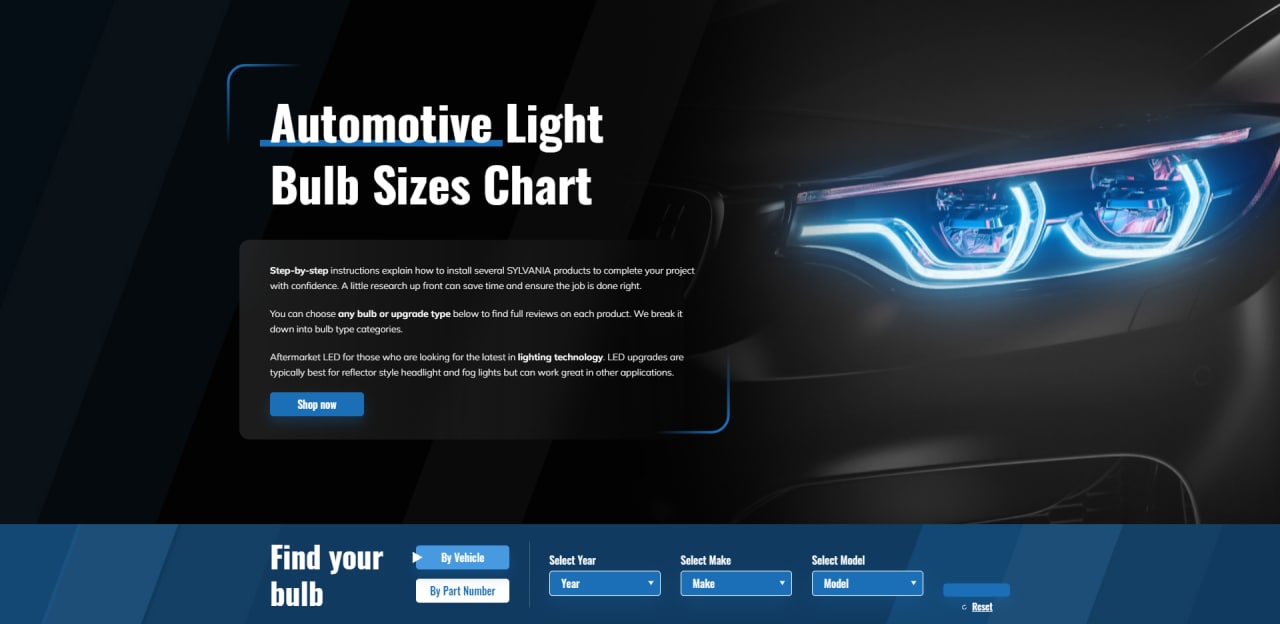 Automotive Light
Bulb Sizes Chart
Step-by-step instructions explain how to install several SYLVANIA products to complete your project
with confidence. A little research up front can save time and ensure the job is done right.
You can choose any bulb or upgrade type below to find full reviews on each product. We break it
down into bulb type categories.
Aftermarket LED for those who are looking for the latest in lighting technology. LED upgrades are
typically best for reflector style headlight and fog lights but can work great in other applications.
Shop now
Find your
bulb
By Vehicle
By Part Number
Select Year
Year
Select Make
Make
Select Model
Model
Reset